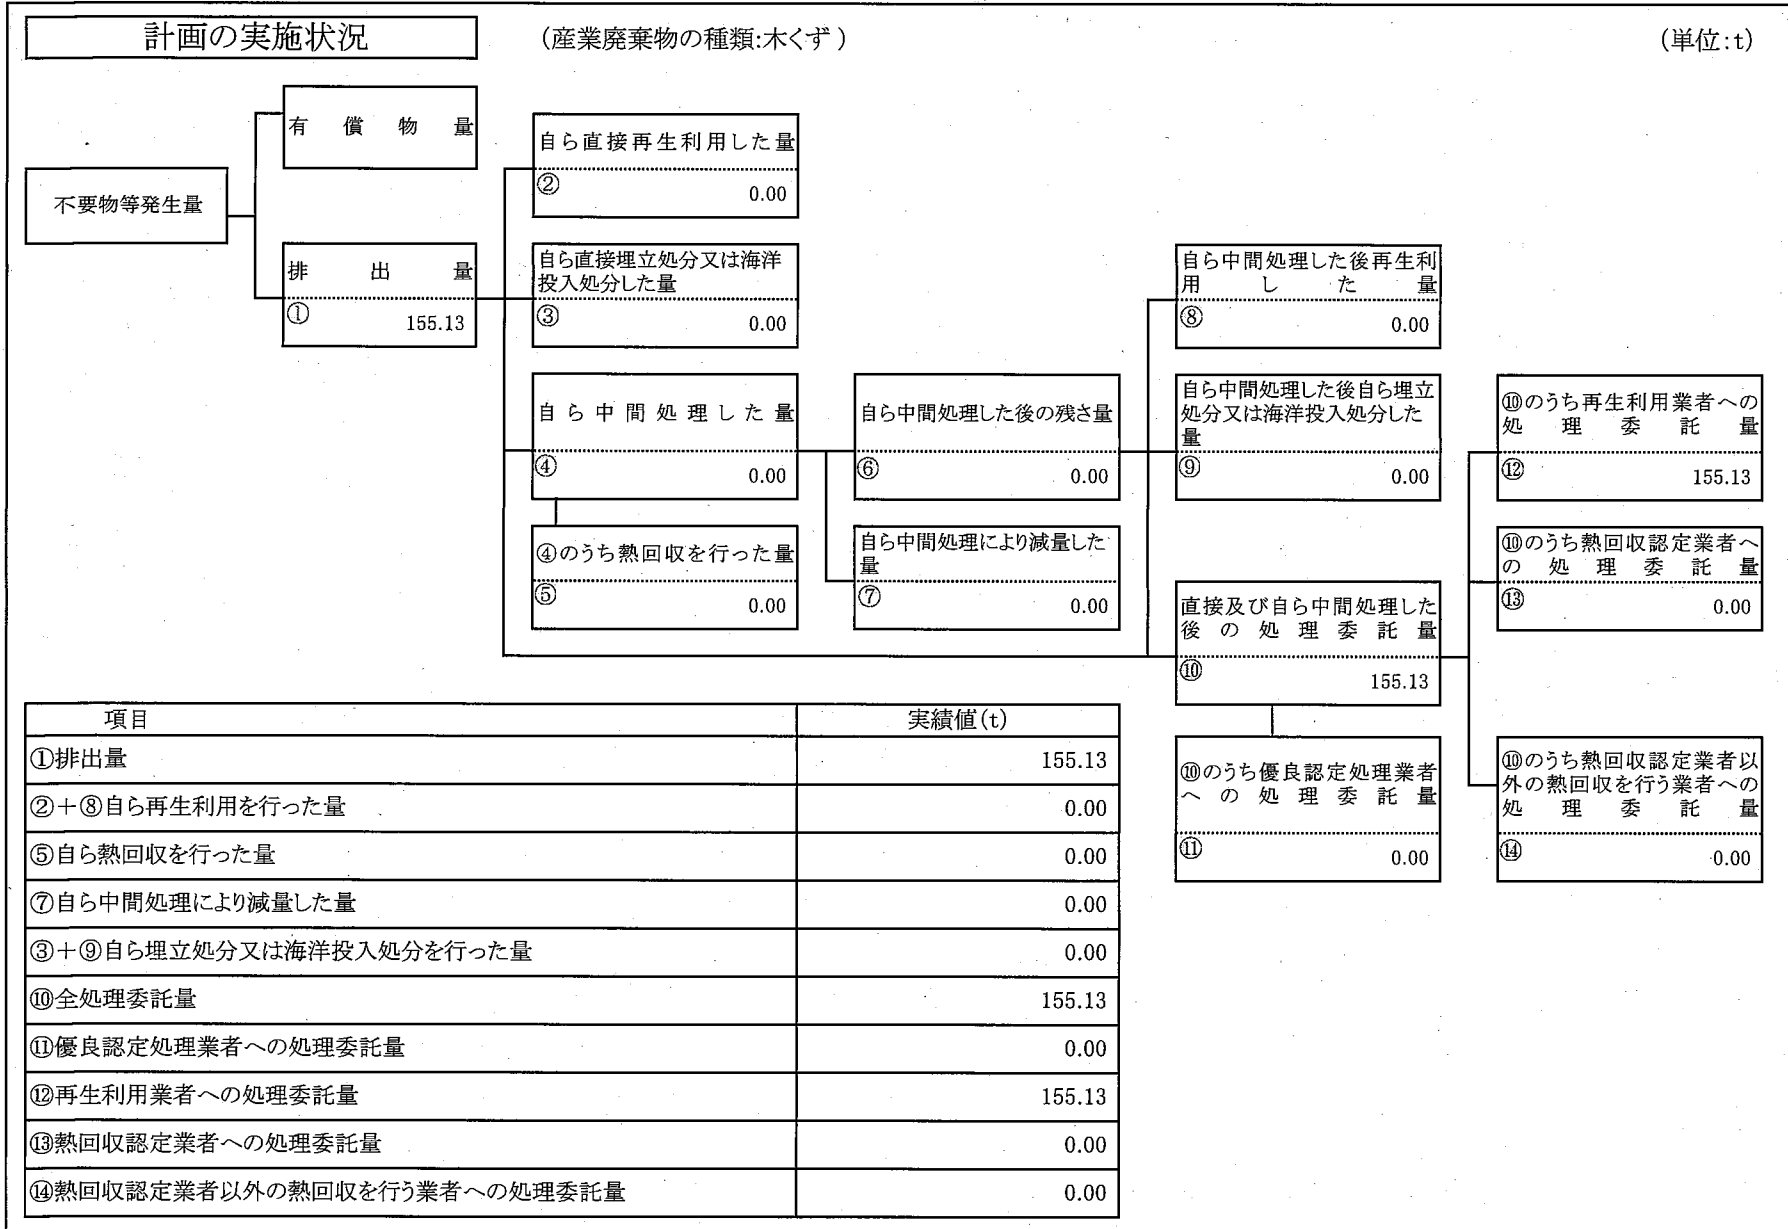 計画の実施状況
(産業廃棄物の種類:木くず )
(単位:t)
不要物等発生量
有償物量
排出量
① 155.13
自ら直接再生利用した量
② 0.00
自ら直接埋立処分又は海洋
投入処分した量
③ 0.00
自ら中間処理した量
④ 0.00
④のうち熱回収を行った量
⑤ 0.00
自ら中間処理した後の残さ量
⑥ 0.00
自ら中間処理により減量した
量
⑦ 0.00
自ら中間処理した後再生利
用した量
⑧ 0.00
自ら中間処理した後自ら埋立
処分又は海洋投入処分した
量
⑨ 0.00
直接及び自ら中間処理した
後の処理委託量
⑩ 155.13
⑩のうち優良認定処理業者
への処理委託量
⑪ 0.00
⑩のうち再生利用業者への
処理委託量
⑫ 155.13
⑩のうち熱回収認定業者へ
の処理委託量
⑬ 0.00
⑩のうち熱回収認定業者以
外の熱回収を行う業者への
処理委託量
⑭ 0.00
項目 実績値(t)
①排出量 155.13
②+⑧自ら再生利用を行った量 0.00
⑤自ら熱回収を行った量 0.00
⑦自ら中間処理により減量した量 0.00
③+⑨自ら埋立処分又は海洋投入処分を行った量 0.00
⑩全処理委託量 155.13
⑪優良認定処理業者への処理委託量 0.00
⑫再生利用業者への処理委託量 155.13
⑬熱回収認定業者への処理委託量 0.00
⑭熱回収認定業者以外の熱回収を行う業者への処理委託量 0.00